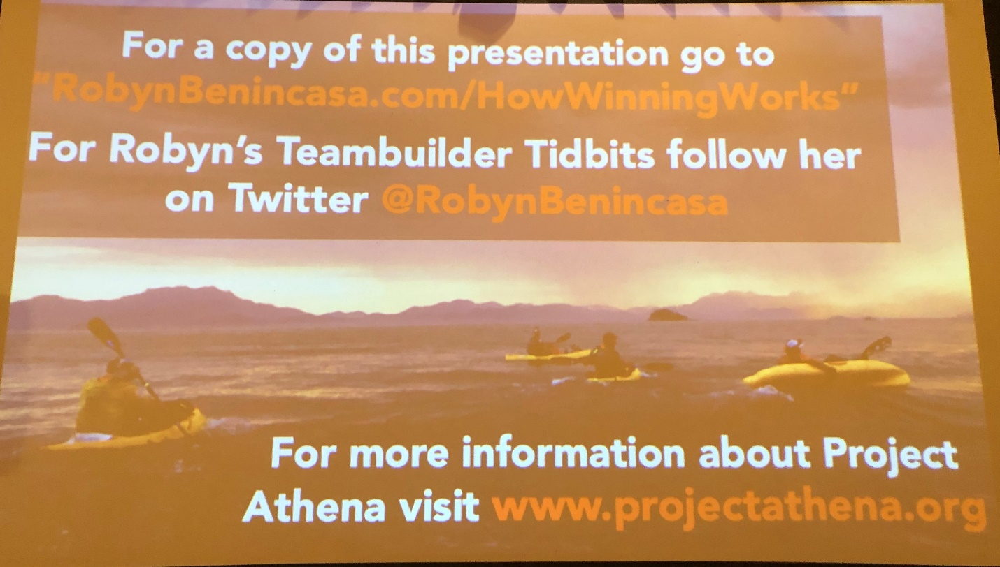 For a copy of this presentation go to
"RobynBenincasa.com/HowWinningWorks"
For Robyn's Teambuilder Tidbits follow her
on Twitter @RobynBenincasa
For more information about Project
Athena visit www.projectathena.org